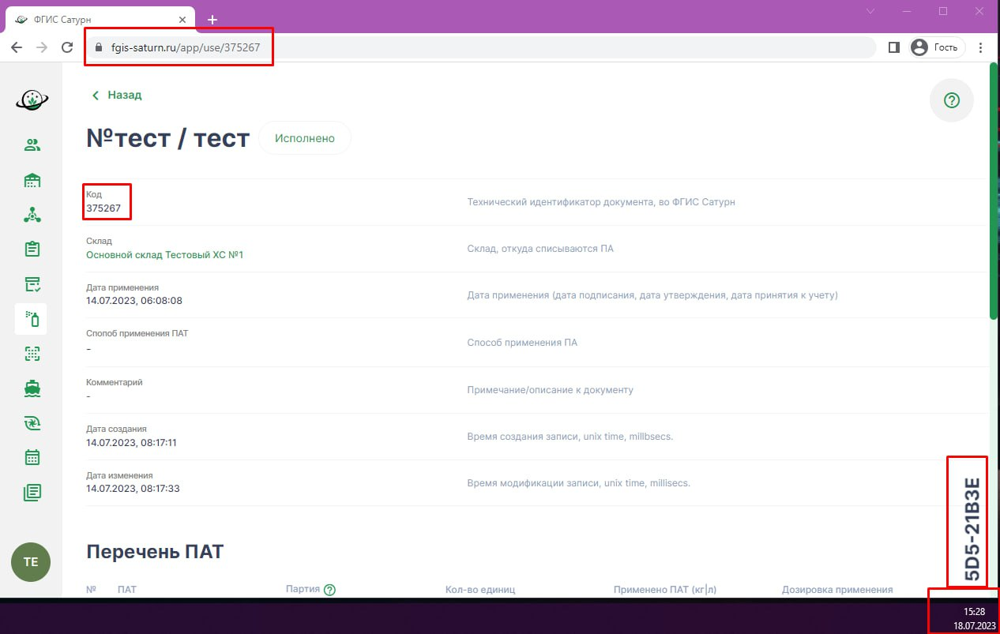 ФГИС Сатурн
fgis-saturn.ru/app/use/375267
Гость
Назад
№тест / тест
Исполнено
Код
375267
Технический идентификатор документа, во ФГИС Сатурн
Склад
Основной склад Тестовый ХС №1
Склад, откуда списываются ПА
Дата применения
14.07.2023, 06:08:08
Дата применения (дата подписания, дата утверждения, дата принятия к учету)
Спопоб применения ПАТ
–
Способ применения ПА
Комментарий
-
Примечание/описание к документу
Дата создания
14.07.2023, 08:17:11
Время создания записи, unix time, millbsecs.
Дата изменения
14.07.2023, 08:17:33
Время модификации записи, unix time, millisecs.
5D5-21B3E
Перечень ПАТ
TE
№ ПАТ Партия Кол-во единиц Применено ПАТ (кг|л) Дозировка применения
15:28
18.07.2023